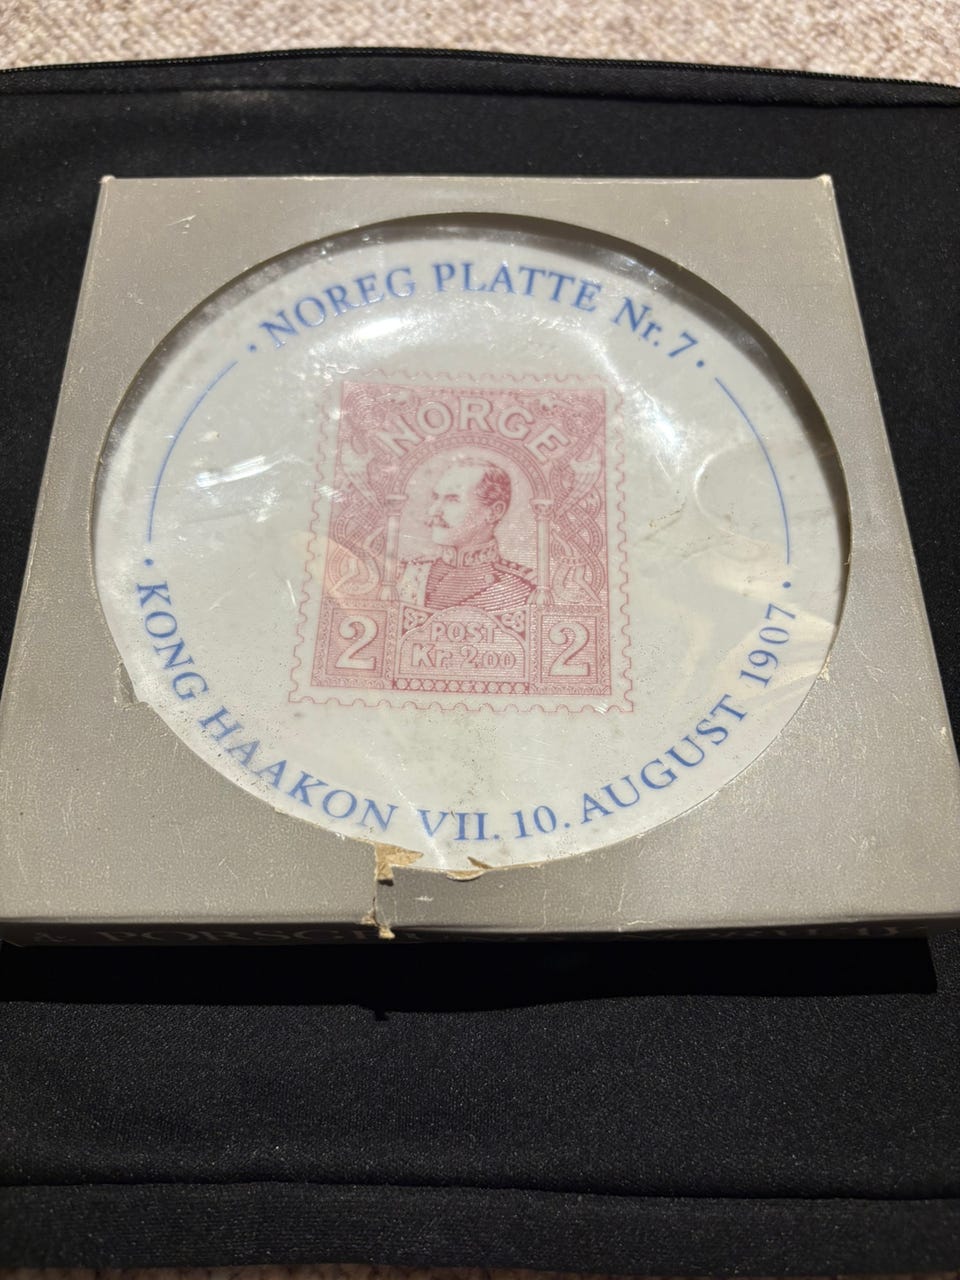 · NOREG PLATTE Nr. 7 ·
NORGE
2 POST 2
Kr. 2.00
· KONG HAAKON VII. 10. AUGUST 1907 ·